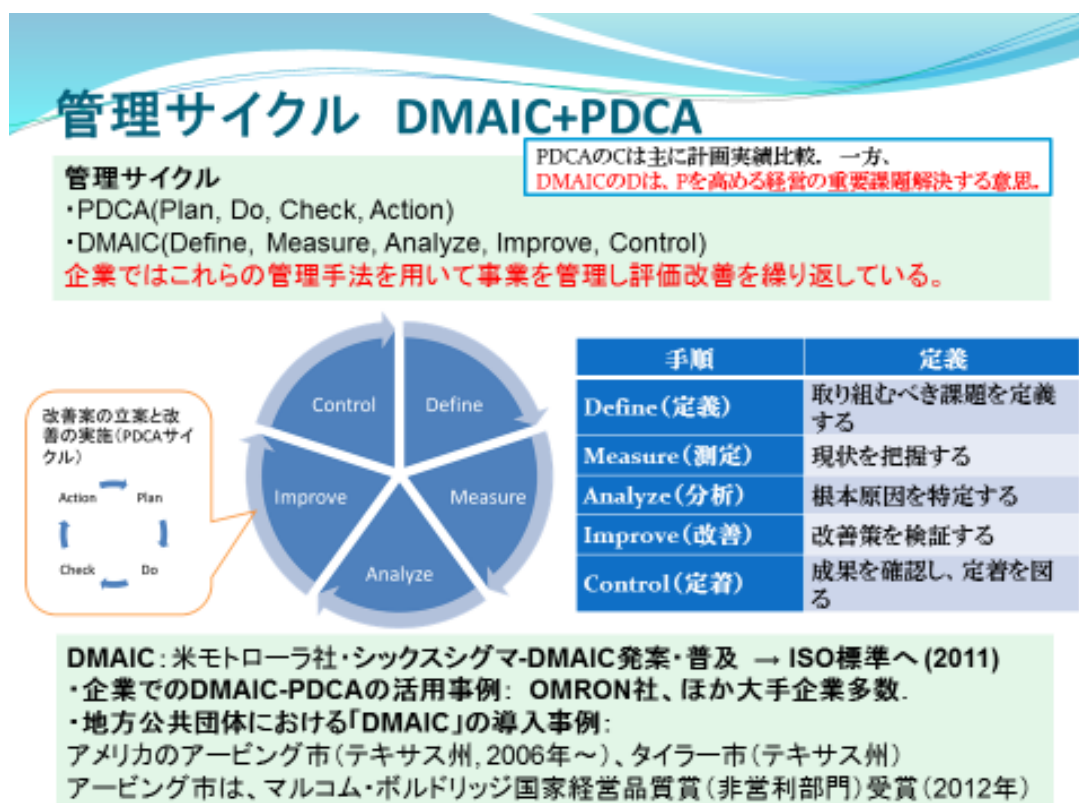 管理サイクル DMAIC+PDCA
PDCAのCは主に計画実績比較. 一方、
DMAICのDは、Pを高める経営の重要課題解決する意思.
管理サイクル
・PDCA(Plan, Do, Check, Action)
・DMAIC(Define, Measure, Analyze, Improve, Control)
企業ではこれらの管理手法を用いて事業を管理し評価改善を繰り返している。
改善案の立案と改
善の実施(PDCAサイ
クル)
Action
Plan
Check
Do
Control
Define
Improve
Measure
Analyze
手順 定義
Define(定義) 取り組むべき課題を定義
する
Measure(測定) 現状を把握する
Analyze(分析) 根本原因を特定する
Improve(改善) 改善策を検証する
Control(定着) 成果を確認し、定着を図
る
DMAIC:米モトローラ社・シックスシグマ-DMAIC発案・普及 → ISO標準へ(2011)
・企業でのDMAIC-PDCAの活用事例: OMRON社、ほか大手企業多数.
・地方公共団体における「DMAIC」の導入事例:
アメリカのアービング市(テキサス州, 2006年~)、タイラー市(テキサス州)
アービング市は、マルコム・ボルドリッジ国家経営品質賞(非営利部門)受賞(2012年)